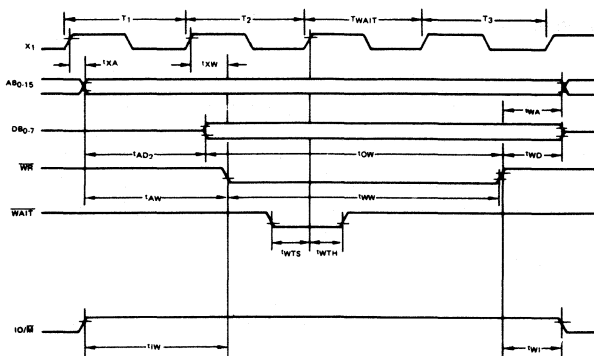 T1 T2 TWAIT T3
X1
tXA tXW
AB0-15
tWA
DB0-7
tAD2 tDW tWD
WR
tAW tWW
WAIT
tWTS tWTH
IO/M
tIW tWI